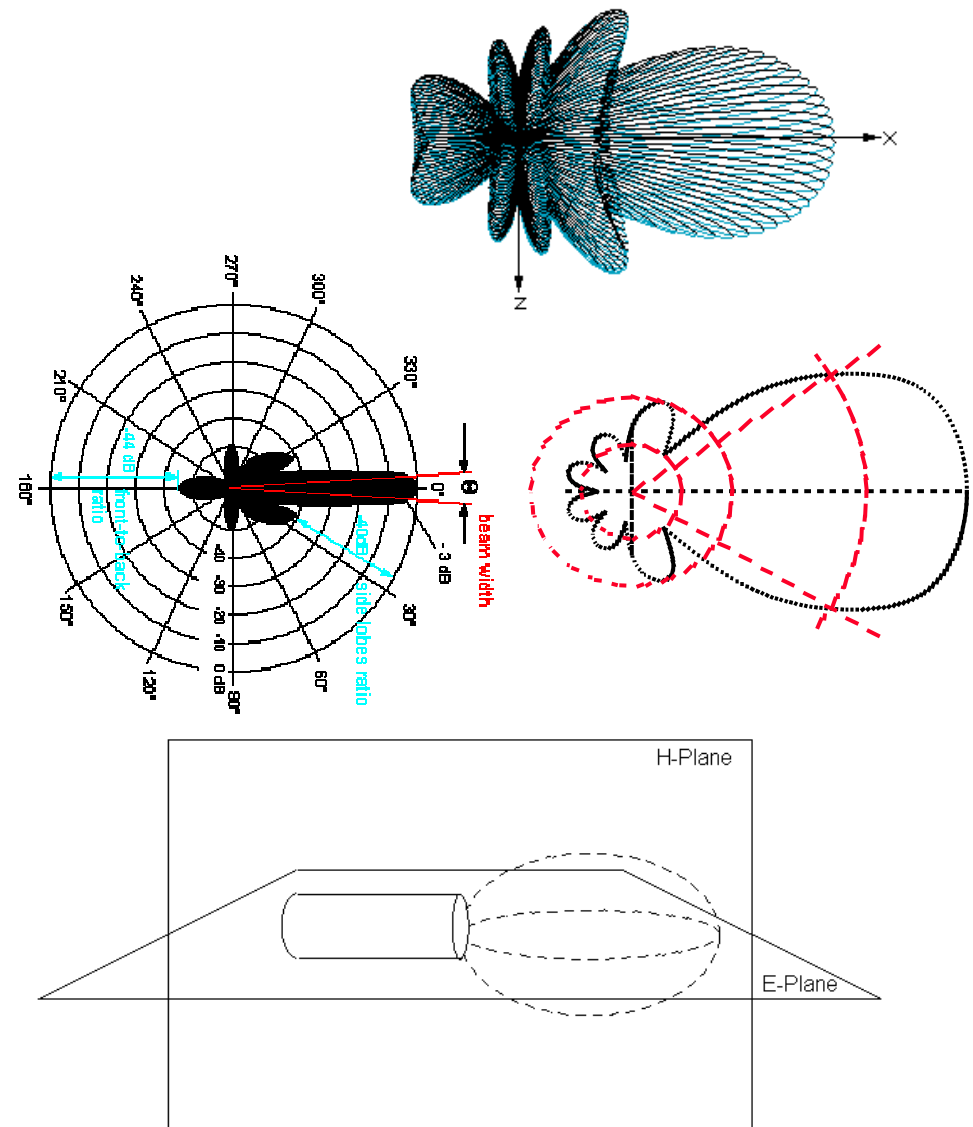 X
Z
270°
240°
300°
210°
330°
180°
-44 dB front-to-back
ratio
Θ
0°
beam width
- 3 dB
-40dB side lobes ratio
-40
-30
-20
-10
0 dB
150°
30°
120°
60°
90°
H-Plane
E-Plane